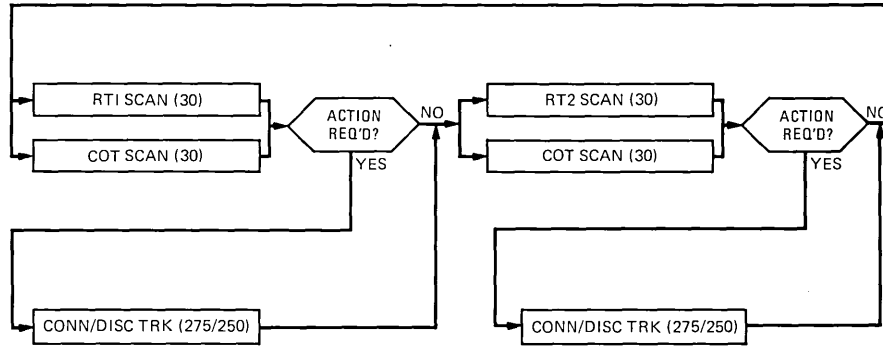 RT1 SCAN (30)
COT SCAN (30)
ACTION
REQ'D?
NO
YES
CONN/DISC TRK (275/250)
RT2 SCAN (30)
COT SCAN (30)
ACTION
REQ'D?
NO
YES
CONN/DISC TRK (275/250)